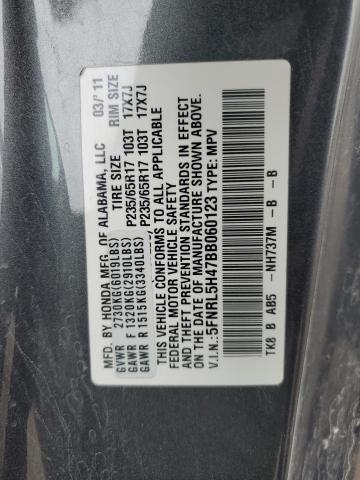 MFD. BY HONDA MFG. OF ALABAMA, LLC 03/'11
GVWR 2730KG(6019LBS) TIRE SIZE RIM SIZE
GAWR F 1320KG(2910LBS) P235/65R17 103T 17X7J
GAWR R 1515KG(3340LBS) P235/65R17 103T 17X7J
THIS VEHICLE CONFORMS TO ALL APPLICABLE
FEDERAL MOTOR VEHICLE SAFETY
AND THEFT PREVENTION STANDARDS IN EFFECT
ON THE DATE OF MANUFACTURE SHOWN ABOVE.
V.I.N.:5FNRL5H47BB060123 TYPE: MPV
TK8 B AB5 -NH737M -B -B